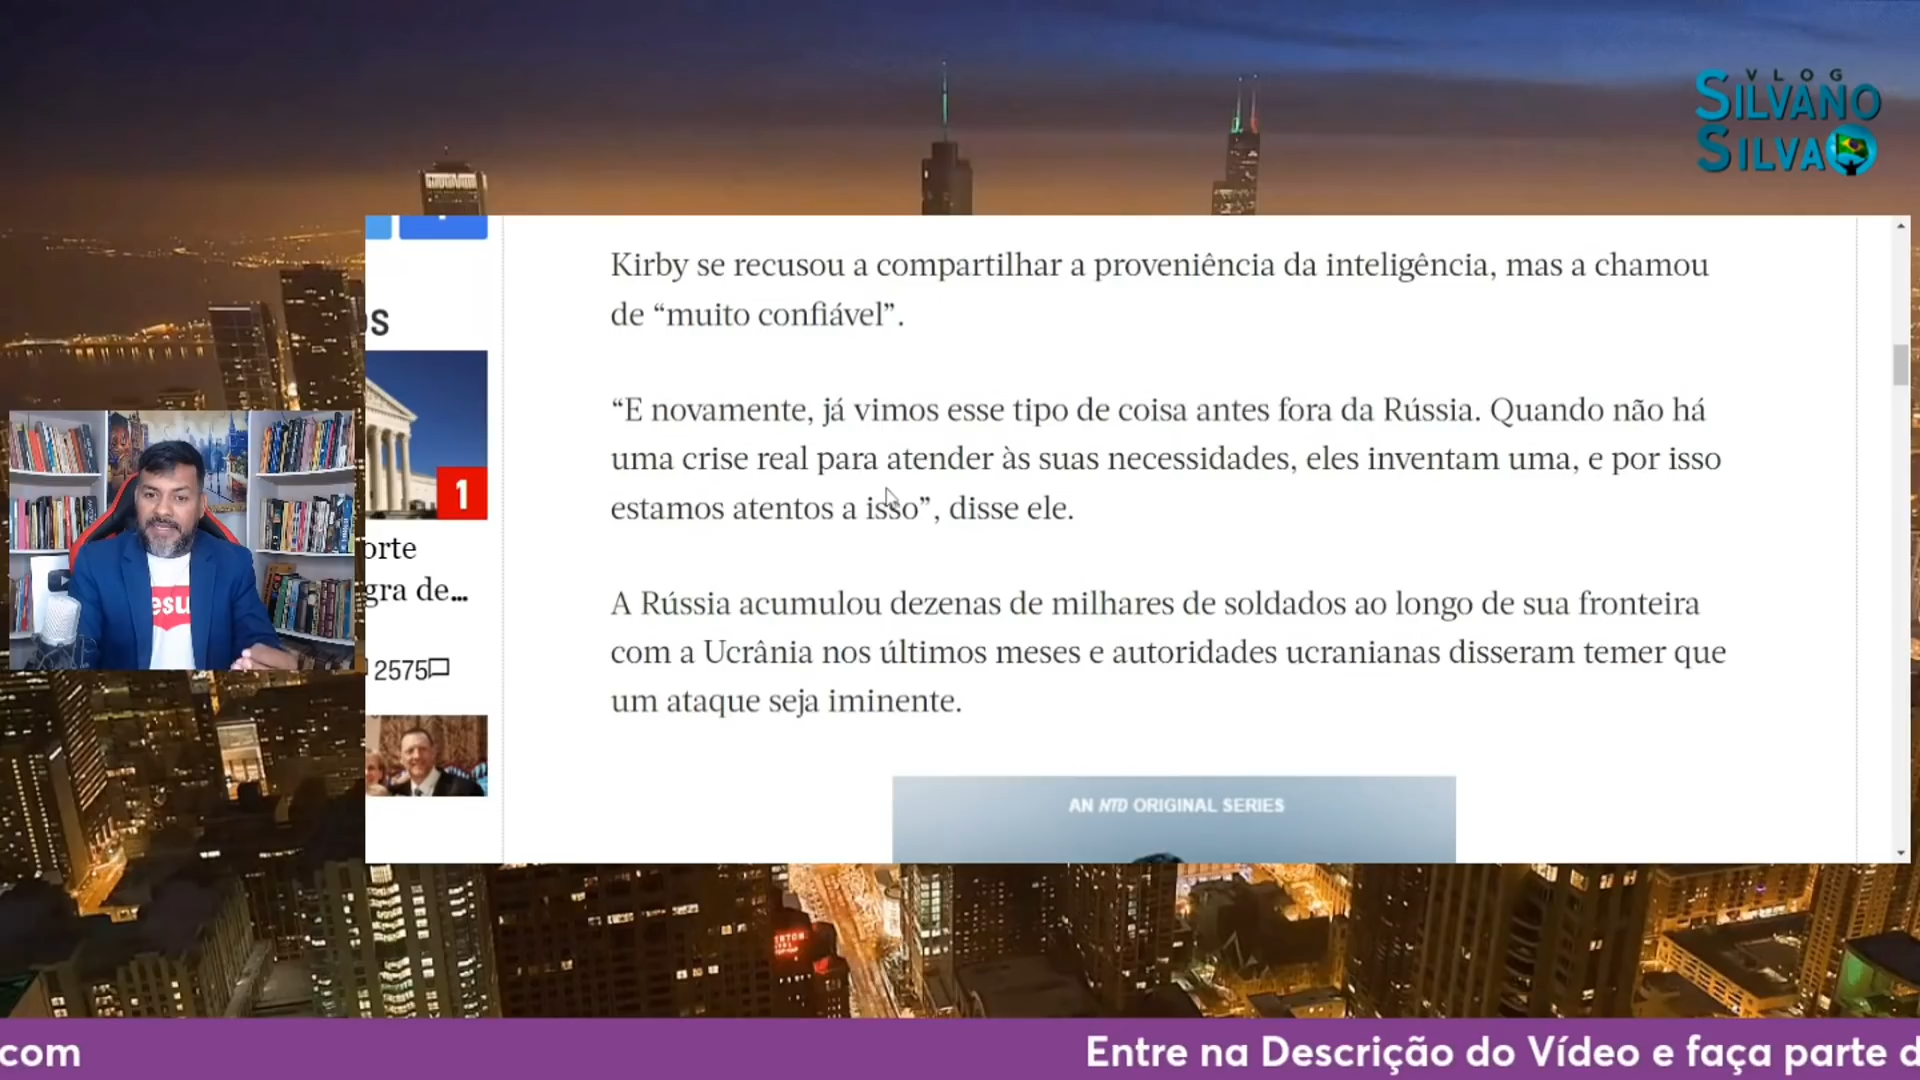 VLOG
SILVANO
SILVA
Kirby se recusou a compartilhar a proveniência da inteligência, mas a chamou
de “muito confiável”.
“E novamente, já vimos esse tipo de coisa antes fora da Rússia. Quando não há
uma crise real para atender às suas necessidades, eles inventam uma, e por isso
estamos atentos a isso”, disse ele.
A Rússia acumulou dezenas de milhares de soldados ao longo de sua fronteira
com a Ucrânia nos últimos meses e autoridades ucranianas disseram temer que
um ataque seja iminente.
AN NTD ORIGINAL SERIES
1
orte
gra de...
2575
esu
.com
Entre na Descrição do Vídeo e faça parte d